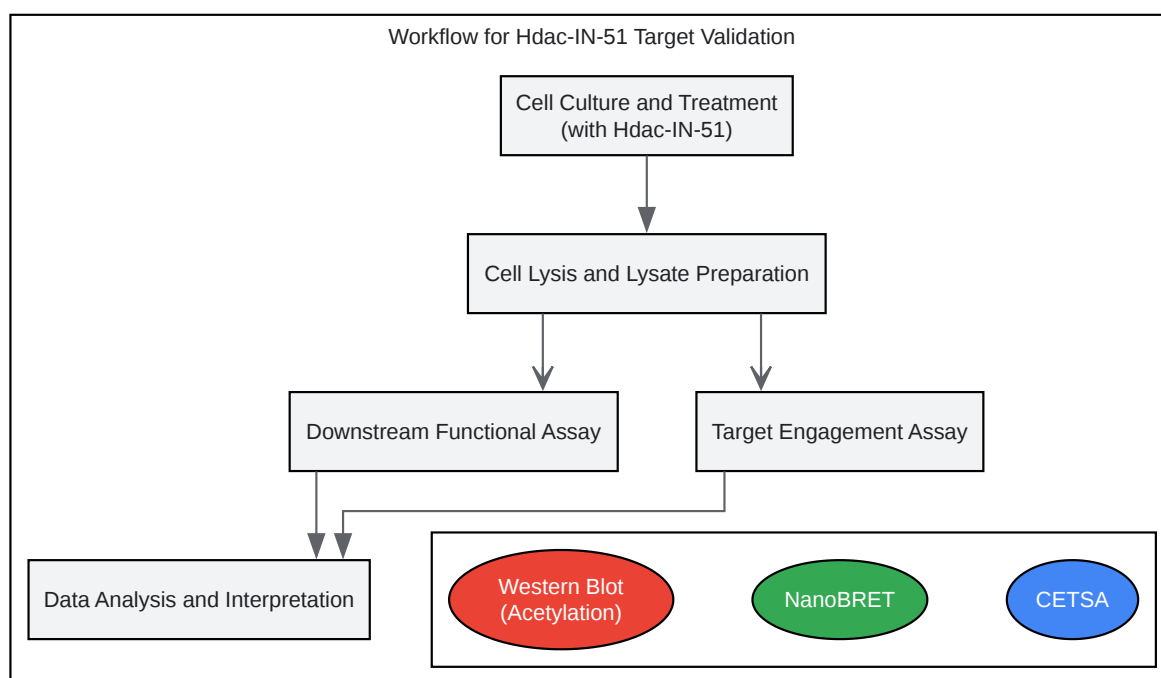 Workflow for Hdac-IN-51 Target Validation
Cell Culture and Treatment
(with Hdac-IN-51)
Cell Lysis and Lysate Preparation
Downstream Functional Assay
Target Engagement Assay
Data Analysis and Interpretation
Western Blot
(Acetylation)
NanoBRET
CETSA